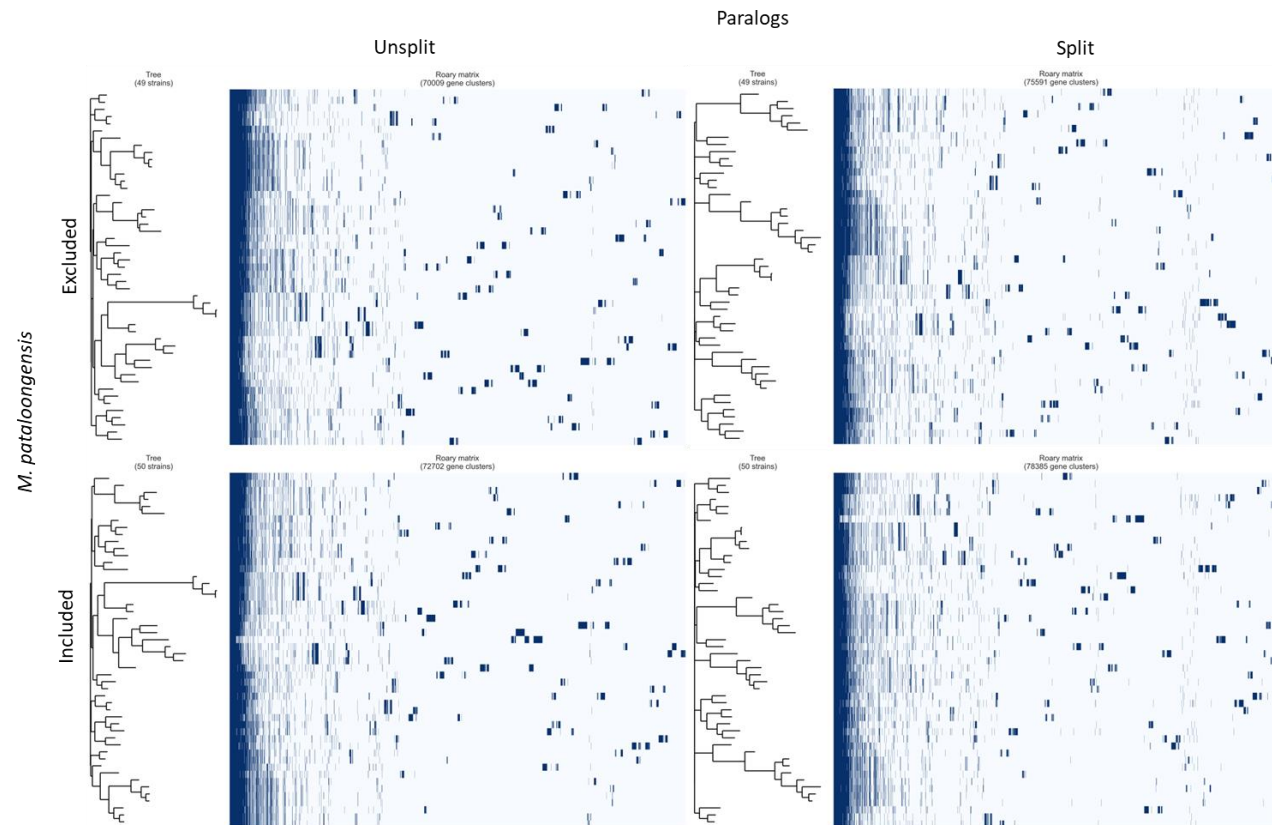 Paralogs
Unsplit
Split
Tree
(49 strains)
Roary matrix
(70009 gene clusters)
Tree
(49 strains)
Roary matrix
(75591 gene clusters)
Excluded
M. pataloongensis
Tree
(50 strains)
Roary matrix
(72702 gene clusters)
Tree
(50 strains)
Roary matrix
(78385 gene clusters)
Included